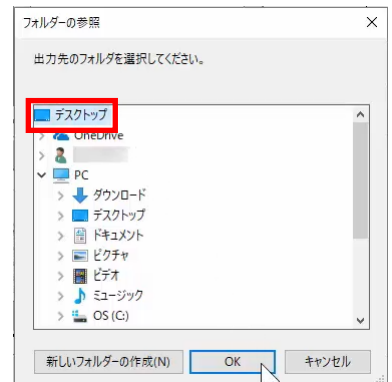 フォルダーの参照
出力先のフォルダを選択してください。
デスクトップ
OneDrive
PC
ダウンロード
デスクトップ
ドキュメント
ピクチャ
ビデオ
ミュージック
OS (C:)
新しいフォルダーの作成(N) OK キャンセル